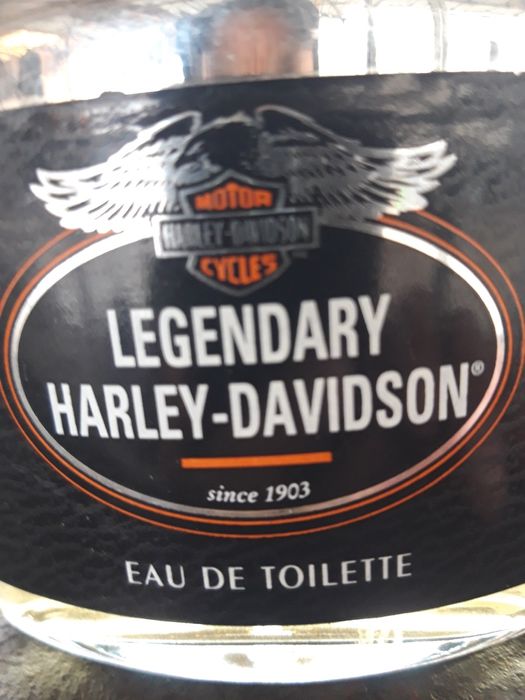 MOTOR
HARLEY-DAVIDSON
CYCLES
LEGENDARY
HARLEY-DAVIDSON®
since 1903
EAU DE TOILETTE